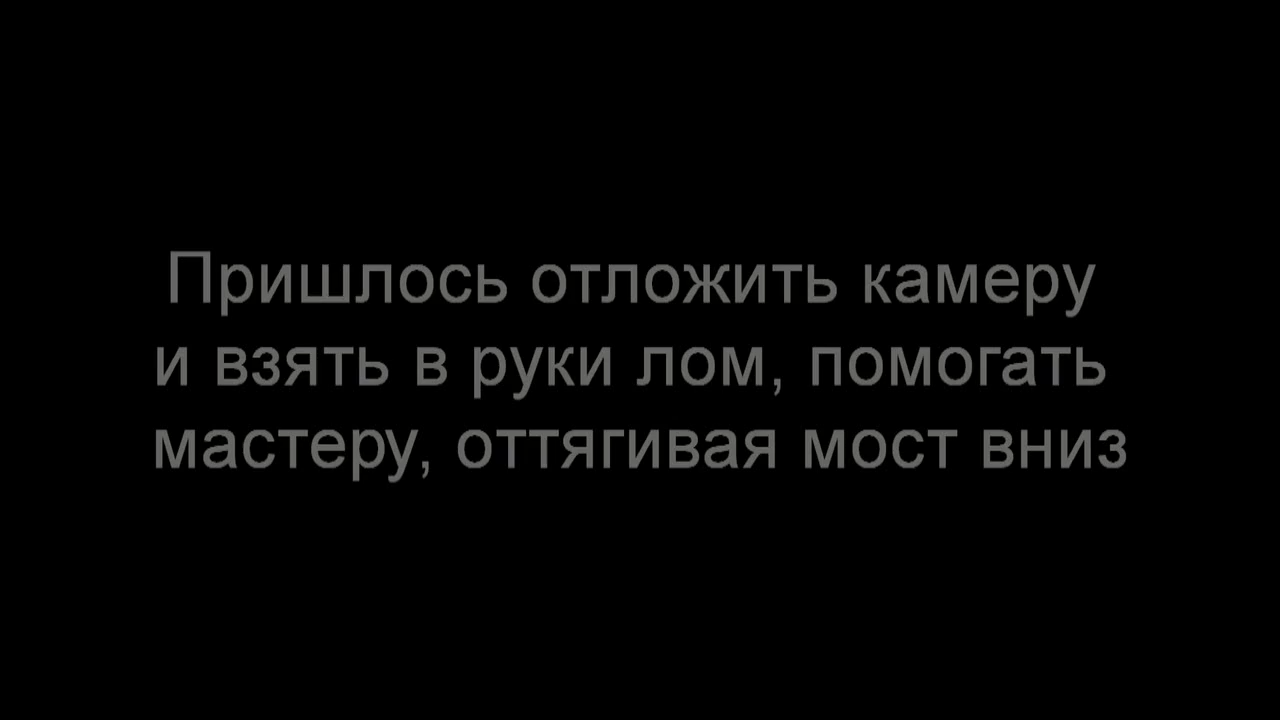 Пришлось отложить камеру
и взять в руки лом, помогать
мастеру, оттягивая мост вниз